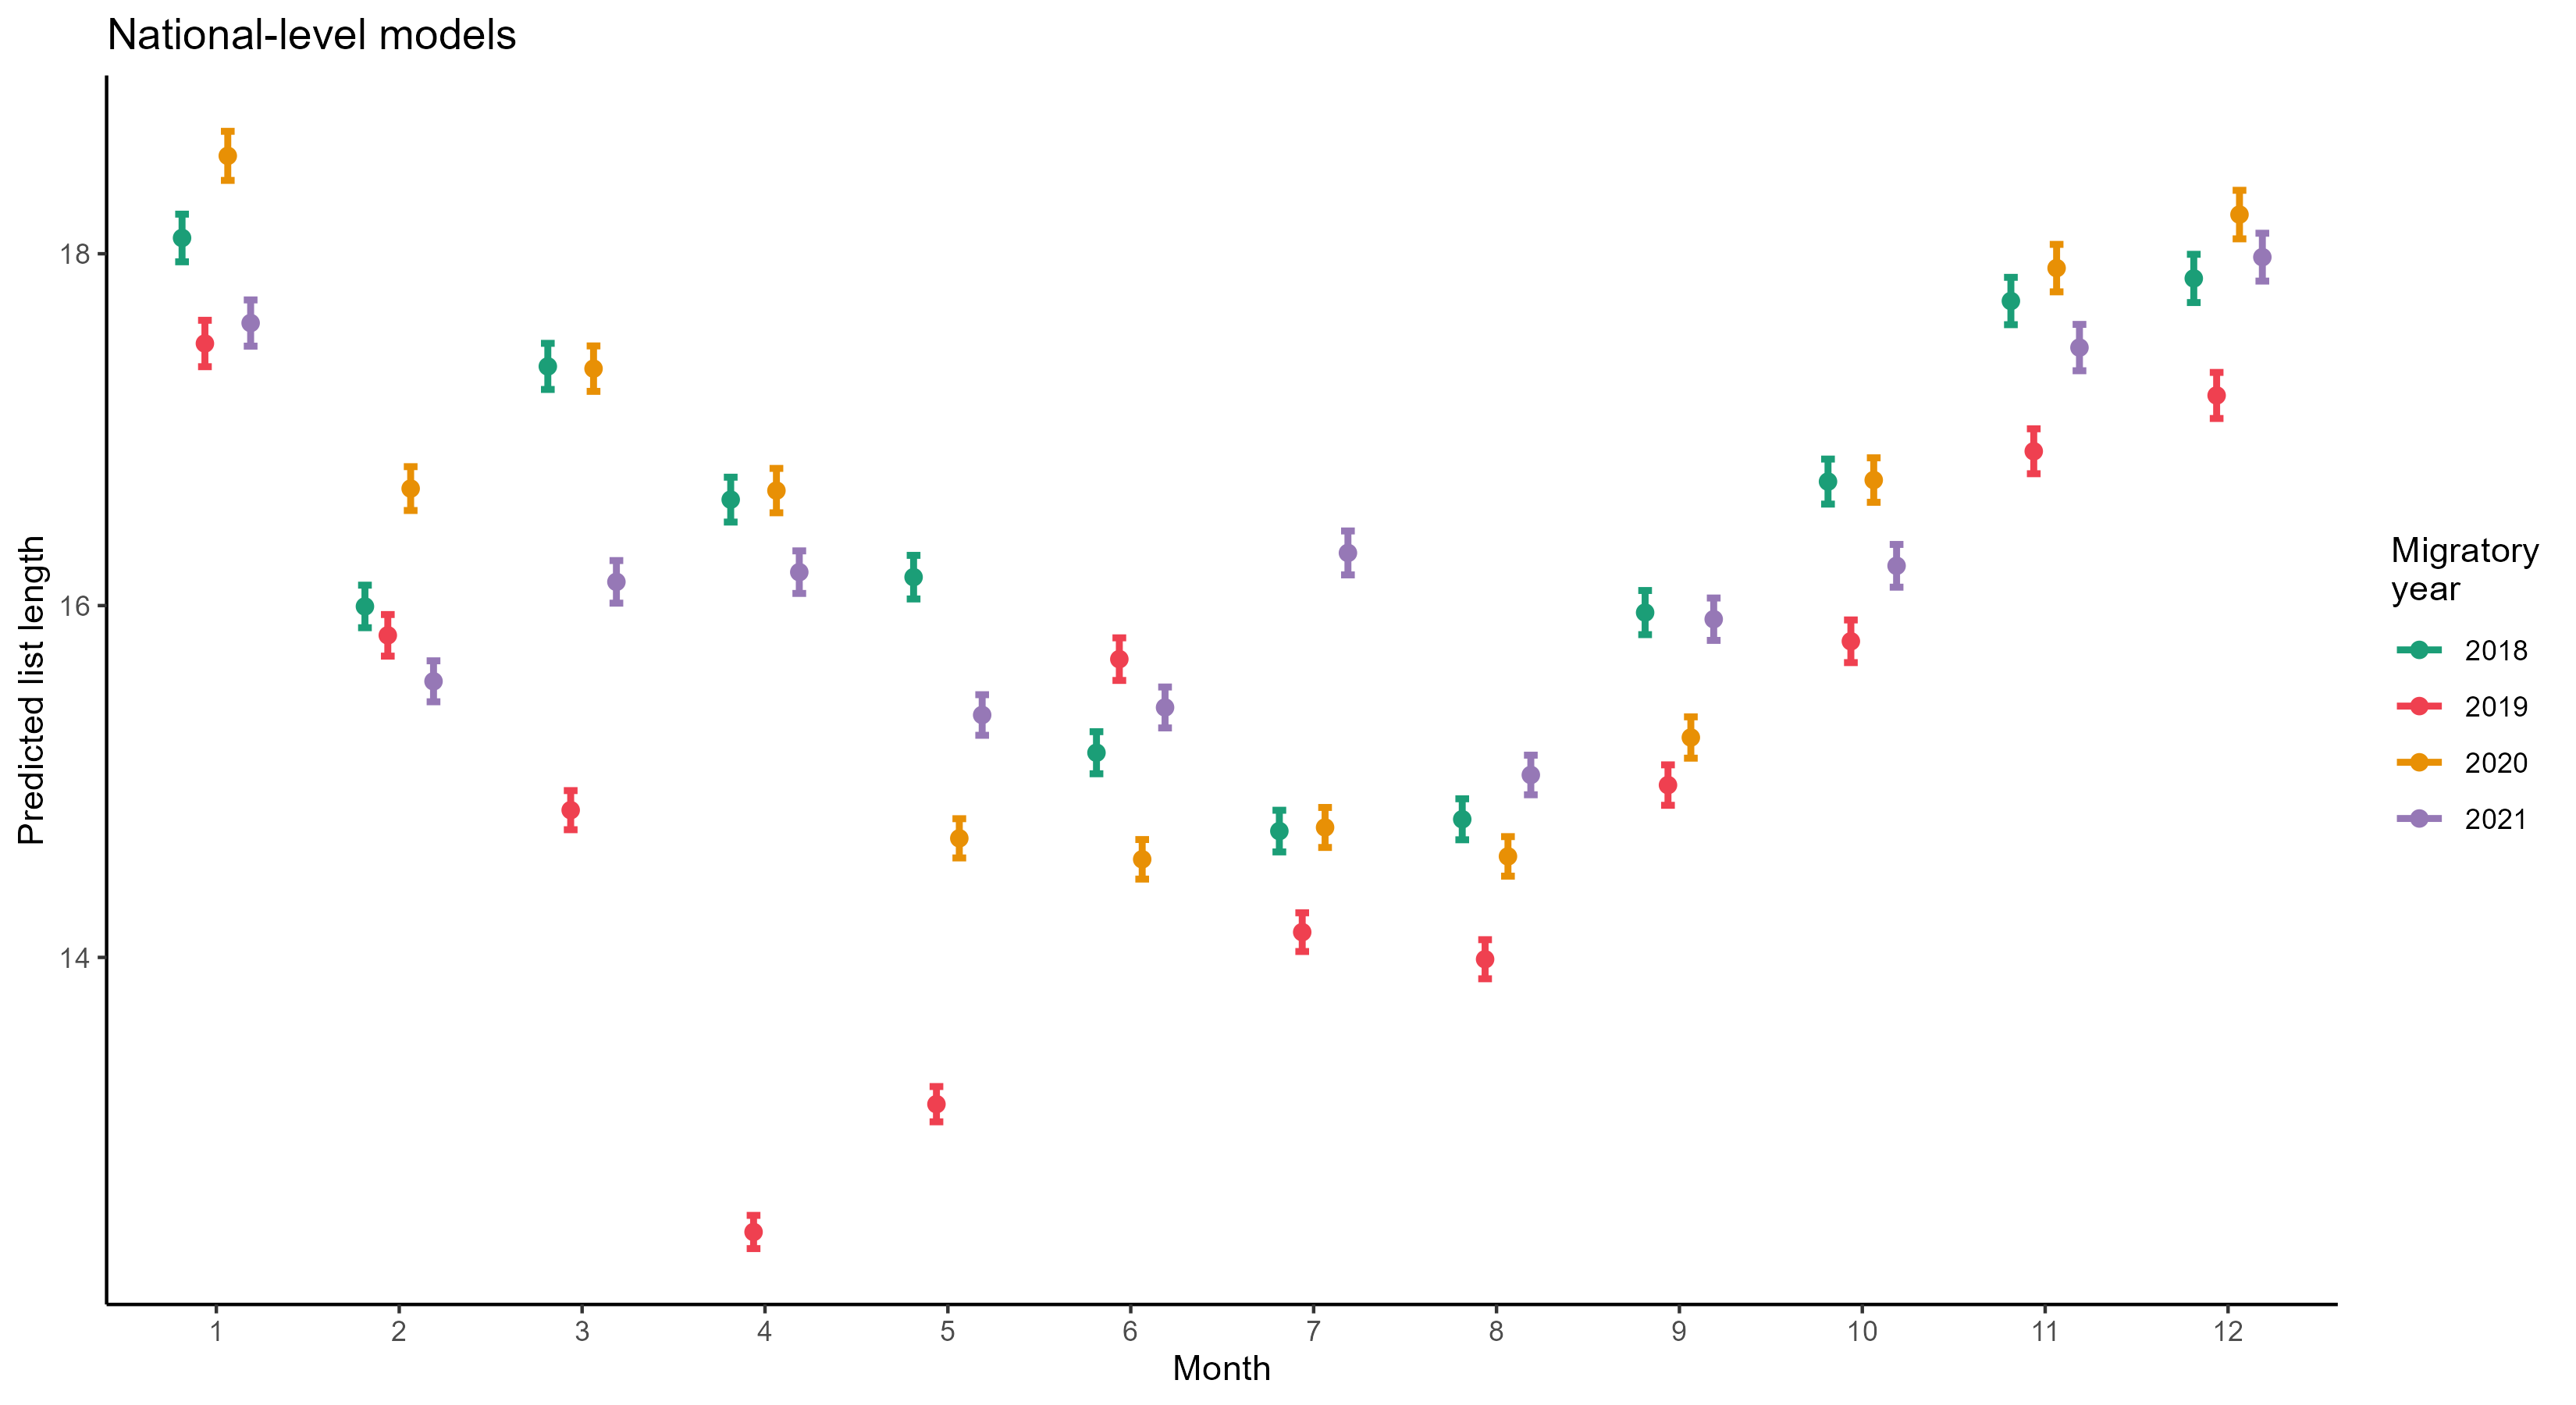 National-level models
Predicted list length
18
16
14
1 2 3 4 5 6 7 8 9 10 11 12
Month
Migratory
year
2018
2019
2020
2021